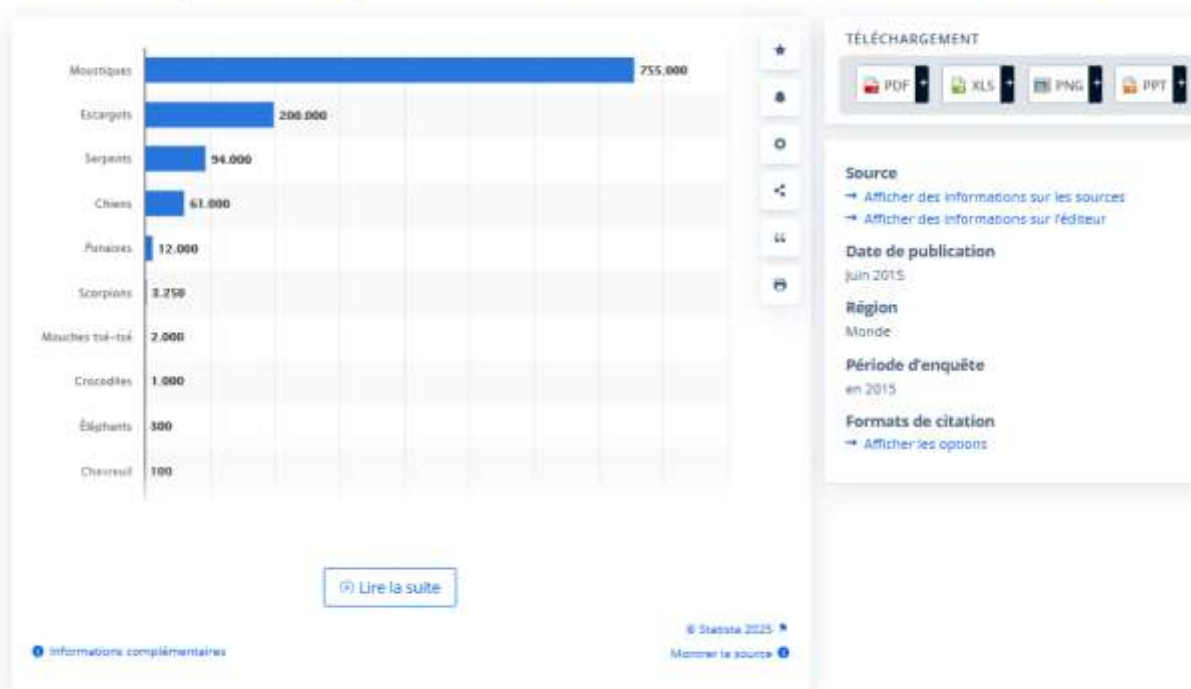 Moustiques 755.000
Escargots 200.000
Serpents 94.000
Chiens 61.000
Punaises 12.000
Scorpions 3.250
Mouches tsé-tsé 2.000
Crocodiles 1.000
Éléphants 300
Chevreuil 100
Lire la suite
© Statista 2025
Informations complémentaires
Montrer la source
TÉLÉCHARGEMENT
PDF + XLS + PNG + PPT +
Source
→ Afficher des informations sur les sources
→ Afficher des informations sur l'éditeur
Date de publication
Juin 2015
Région
Monde
Période d'enquête
en 2015
Formats de citation
→ Afficher les options